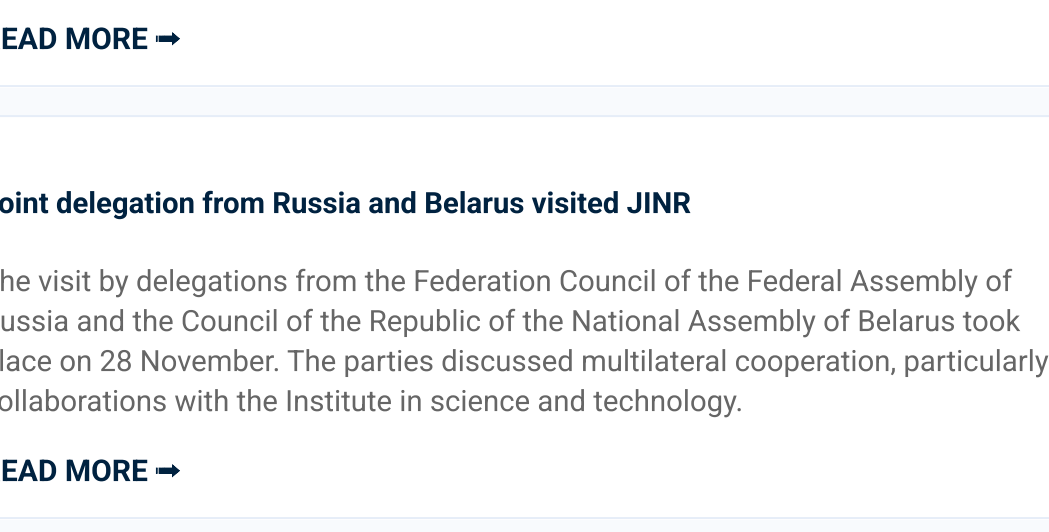 EAD MORE ➡
oint delegation from Russia and Belarus visited JINR
he visit by delegations from the Federation Council of the Federal Assembly of
ussia and the Council of the Republic of the National Assembly of Belarus took
lace on 28 November. The parties discussed multilateral cooperation, particularly
ollaborations with the Institute in science and technology.
EAD MORE ➡